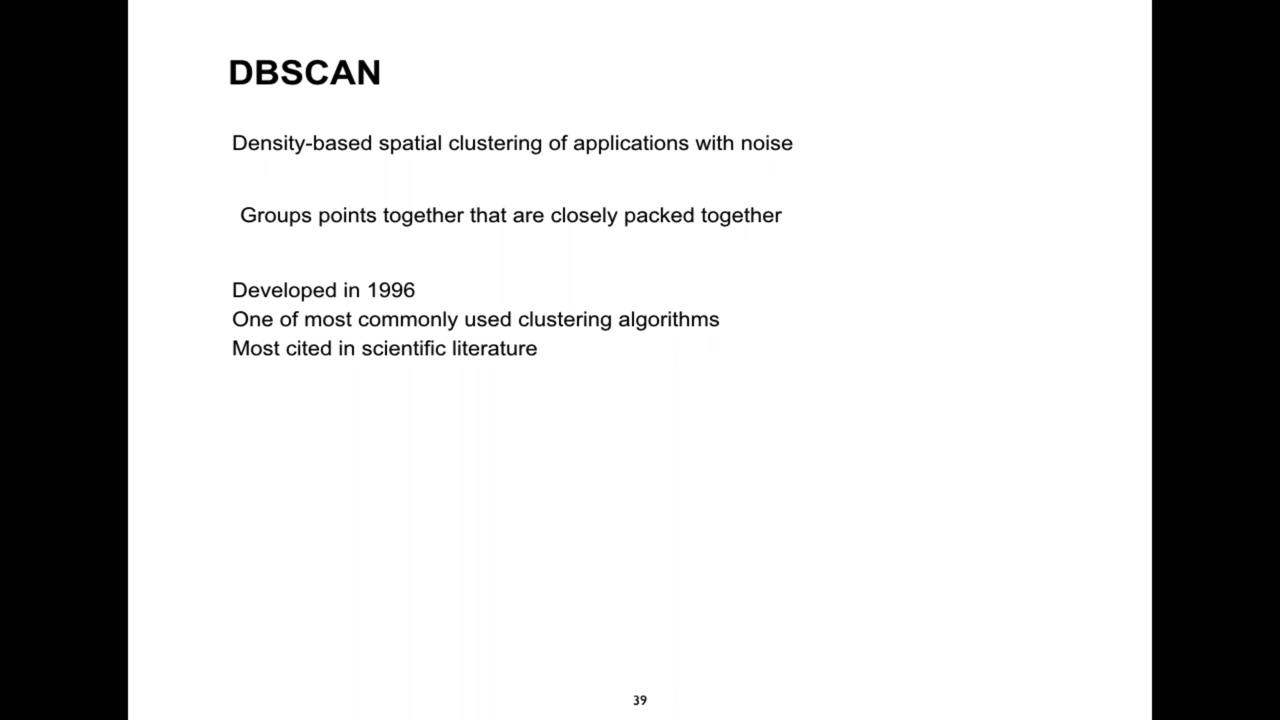 DBSCAN
Density-based spatial clustering of applications with noise
Groups points together that are closely packed together
Developed in 1996
One of most commonly used clustering algorithms
Most cited in scientific literature
39